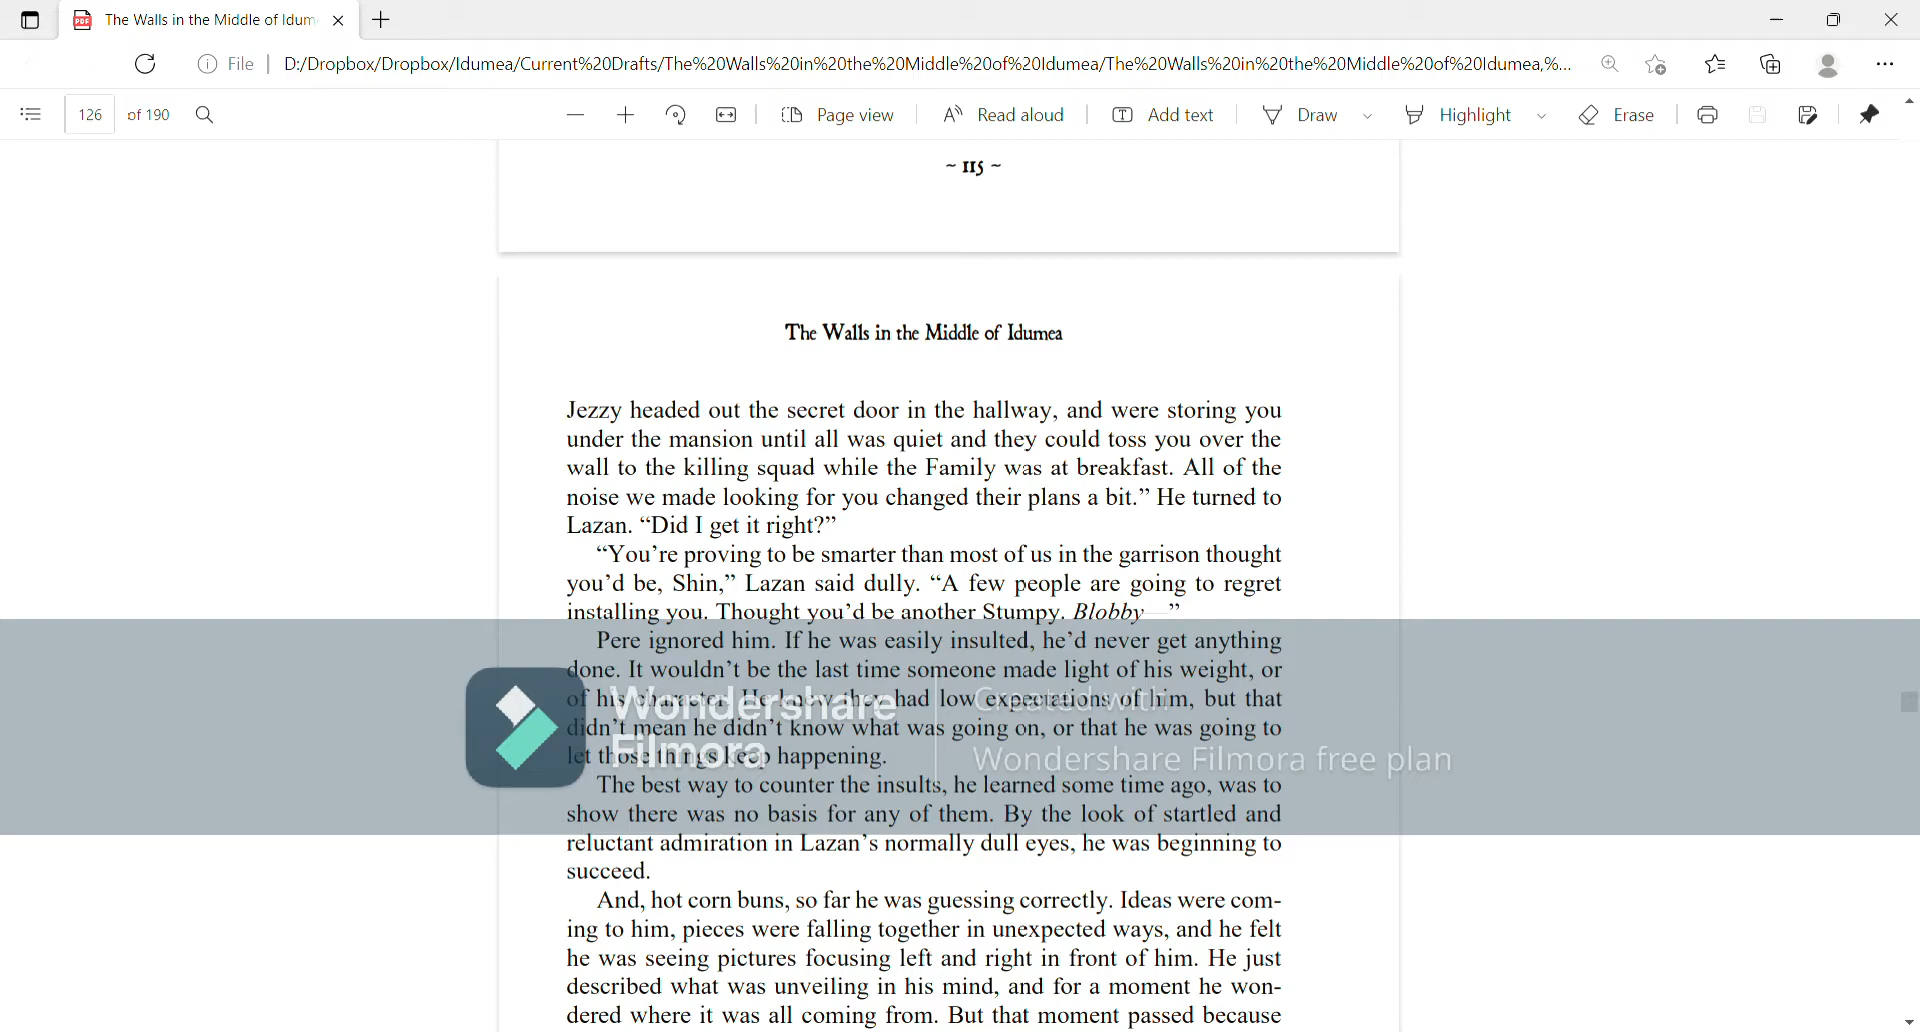 The Walls in the Middle of Idum
File
D:/Dropbox/Dropbox/Idumea/Current%20Drafts/The%20Walls%20in%20the%20Middle%20of%20Idumea/The%20Walls%20in%20the%20Middle%20of%20Idumea,%...
126 of 190
Page view
Read aloud
Add text
Draw
Highlight
Erase
~ 115 ~
The Walls in the Middle of Idumea
Jezzy headed out the secret door in the hallway, and were storing you
under the mansion until all was quiet and they could toss you over the
wall to the killing squad while the Family was at breakfast. All of the
noise we made looking for you changed their plans a bit.” He turned to
Lazan. “Did I get it right?”
“You’re proving to be smarter than most of us in the garrison thought
you’d be, Shin,” Lazan said dully. “A few people are going to regret
installing you. Thought you’d be another Stumpy. Blobby—”
Pere ignored him. If he was easily insulted, he’d never get anything
done. It wouldn’t be the last time someone made light of his weight, or
of his character. He knew they had low expectations of him, but that
didn’t mean he didn’t know what was going on, or that he was going to
let those things keep happening.
The best way to counter the insults, he learned some time ago, was to
show there was no basis for any of them. By the look of startled and
reluctant admiration in Lazan’s normally dull eyes, he was beginning to
succeed.
And, hot corn buns, so far he was guessing correctly. Ideas were com-
ing to him, pieces were falling together in unexpected ways, and he felt
he was seeing pictures focusing left and right in front of him. He just
described what was unveiling in his mind, and for a moment he won-
dered where it was all coming from. But that moment passed because
Wondershare
Filmora
Created with
Wondershare Filmora free plan